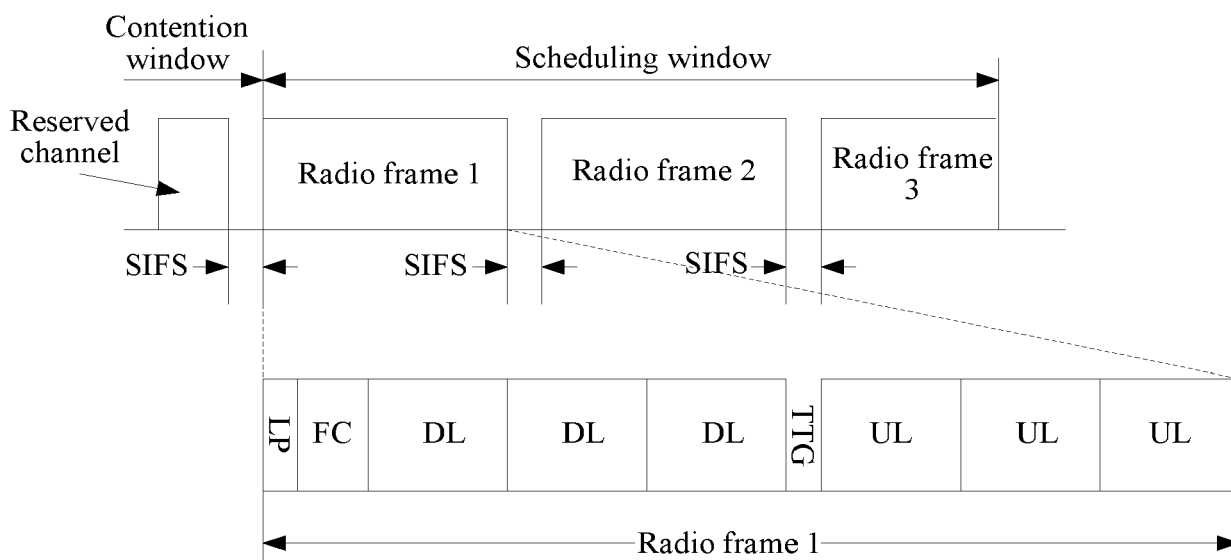 Contention
window
Scheduling window
Reserved
channel
Radio frame 1
Radio frame 2
Radio frame
3
SIFS
SIFS
SIFS
LP
FC
DL
DL
DL
TTG
UL
UL
UL
Radio frame 1